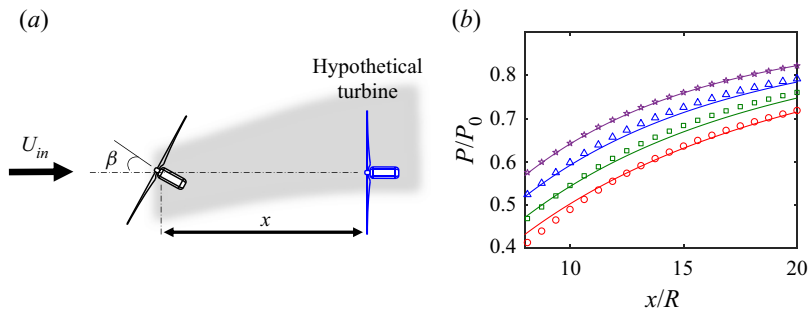 (a)
Hypothetical
turbine
U_in
β
x
(b)
P/P_0
0.8
0.7
0.6
0.5
0.4
10
15
20
x/R